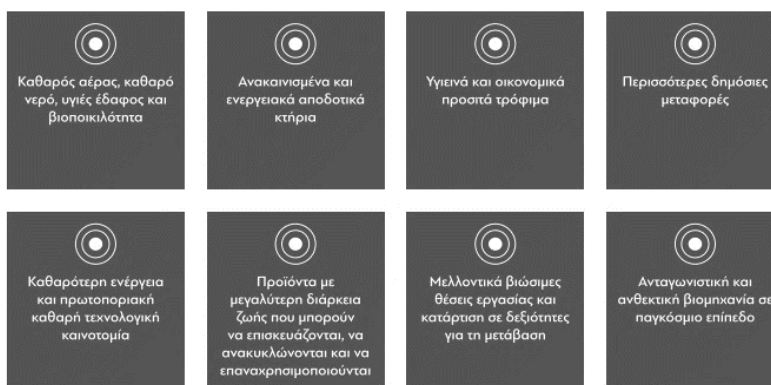 Καθαρός αέρας, καθαρό
νερό, υγιές έδαφος και
βιοποικιλότητα
Ανακαινισμένα και
ενεργειακά αποδοτικά
κτήρια
Υγιεινά και οικονομικά
προσιτά τρόφιμα
Περισσότερες δημόσιες
μεταφορές
Καθαρότερη ενέργεια
και πρωτοποριακή
καθαρή τεχνολογική
καινοτομία
Προϊόντα με
μεγαλύτερη διάρκεια
ζωής που μπορούν
να επισκευάζονται, να
ανακυκλώνονται και να
επαναχρησιμοποιούνται
Μελλοντικά βιώσιμες
θέσεις εργασίας και
κατάρτιση σε δεξιότητες
για τη μετάβαση
Ανταγωνιστική και
ανθεκτική βιομηχανία σε
παγκόσμιο επίπεδο